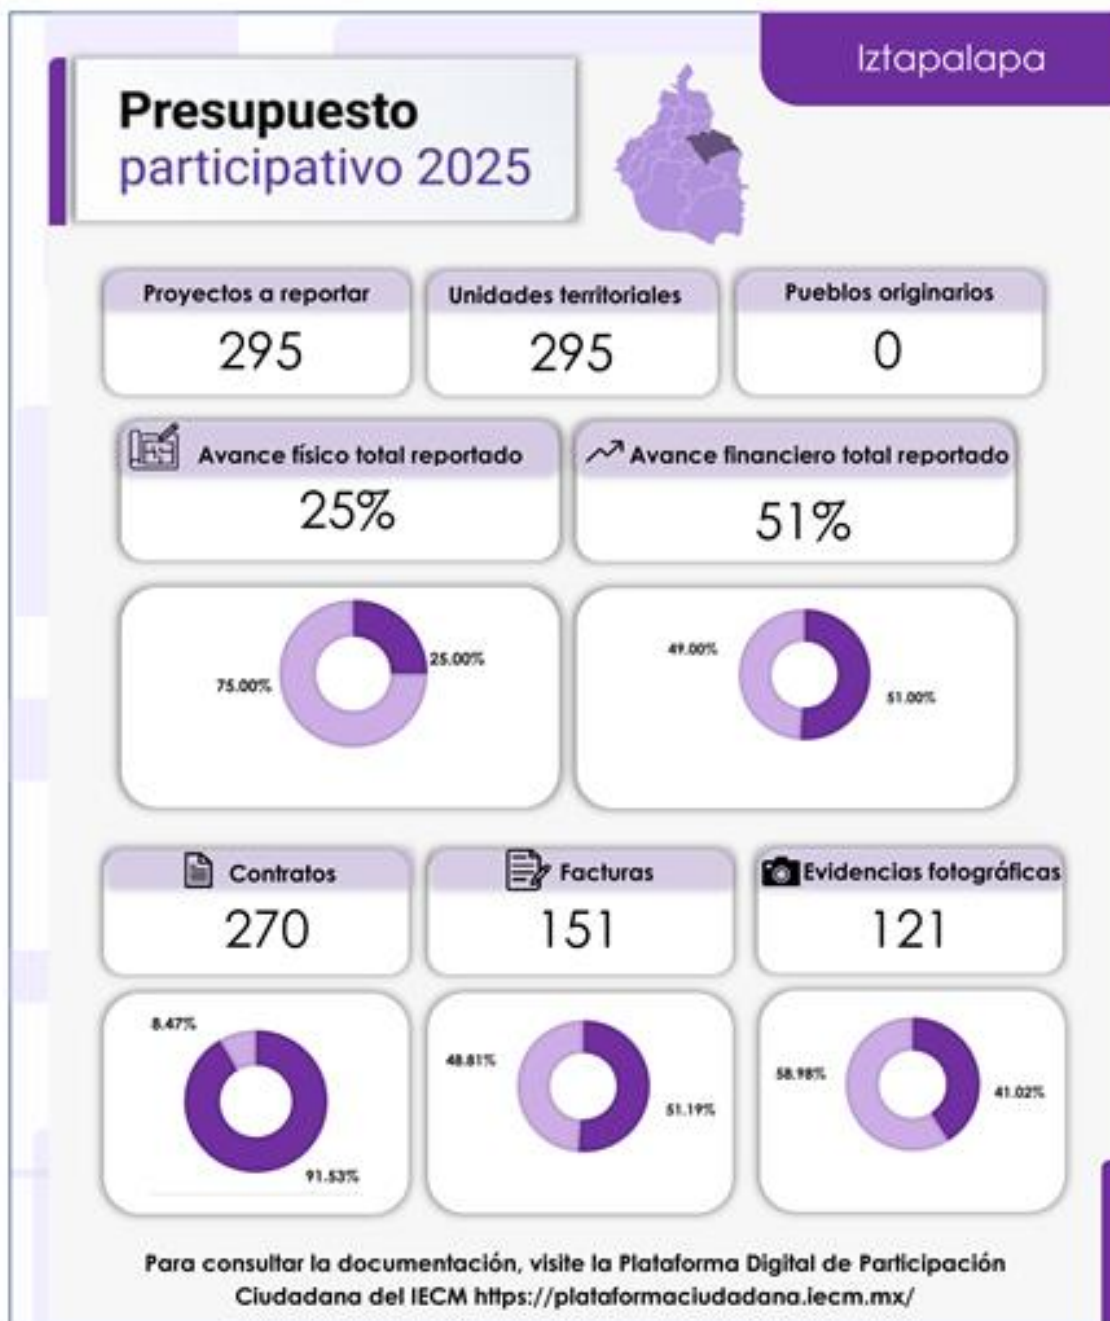 Iztapalapa
Presupuesto
participativo 2025
Proyectos a reportar
295
Unidades territoriales
295
Pueblos originarios
0
Avance físico total reportado
25%
Avance financiero total reportado
51%
25.00%
75.00%
49.00%
51.00%
Contratos
270
Facturas
151
Evidencias fotográficas
121
8.47%
91.53%
48.81%
51.19%
58.98%
41.02%
Para consultar la documentación, visite la Plataforma Digital de Participación
Ciudadana del IECM https://plataformaciudadana.iecm.mx/